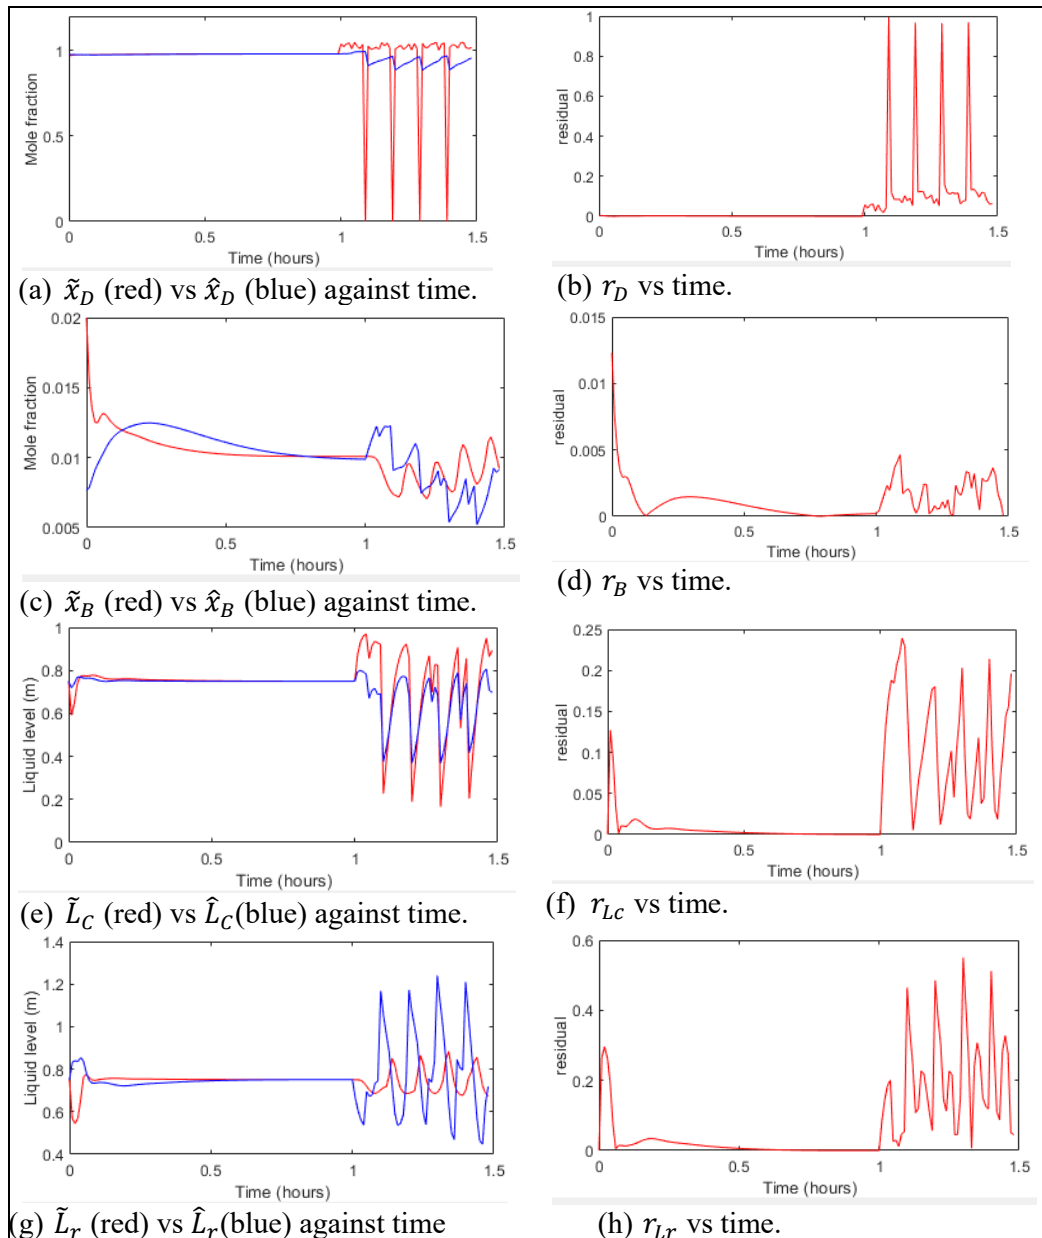 1
0.5
0
Mole fraction
0
0.5
1
1.5
Time (hours)
(a) x̃_D (red) vs x̂_D (blue) against time.
1
0.8
0.6
0.4
0.2
0
residual
0
0.5
1
1.5
Time (hours)
(b) r_D vs time.
0.02
0.015
0.01
0.005
Mole fraction
0
0.5
1
1.5
Time (hours)
(c) x̃_B (red) vs x̂_B (blue) against time.
0.015
0.01
0.005
0
residual
0
0.5
1
1.5
Time (hours)
(d) r_B vs time.
1
0.8
0.6
0.4
0.2
0
Liquid level (m)
0
0.5
1
1.5
Time (hours)
(e) L̃_C (red) vs L̂_C(blue) against time.
0.25
0.2
0.15
0.1
0.05
0
residual
0
0.5
1
1.5
Time (hours)
(f) r_Lc vs time.
1.4
1.2
1
0.8
0.6
0.4
Liquid level (m)
0
0.5
1
1.5
Time (hours)
(g) L̃_r (red) vs L̂_r(blue) against time
0.6
0.4
0.2
0
residual
0
0.5
1
1.5
Time (hours)
(h) r_Lr vs time.